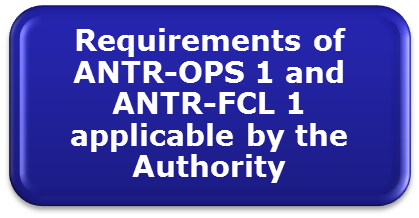 Requirements of
ANTR-OPS 1 and
ANTR-FCL 1
applicable by the
Authority